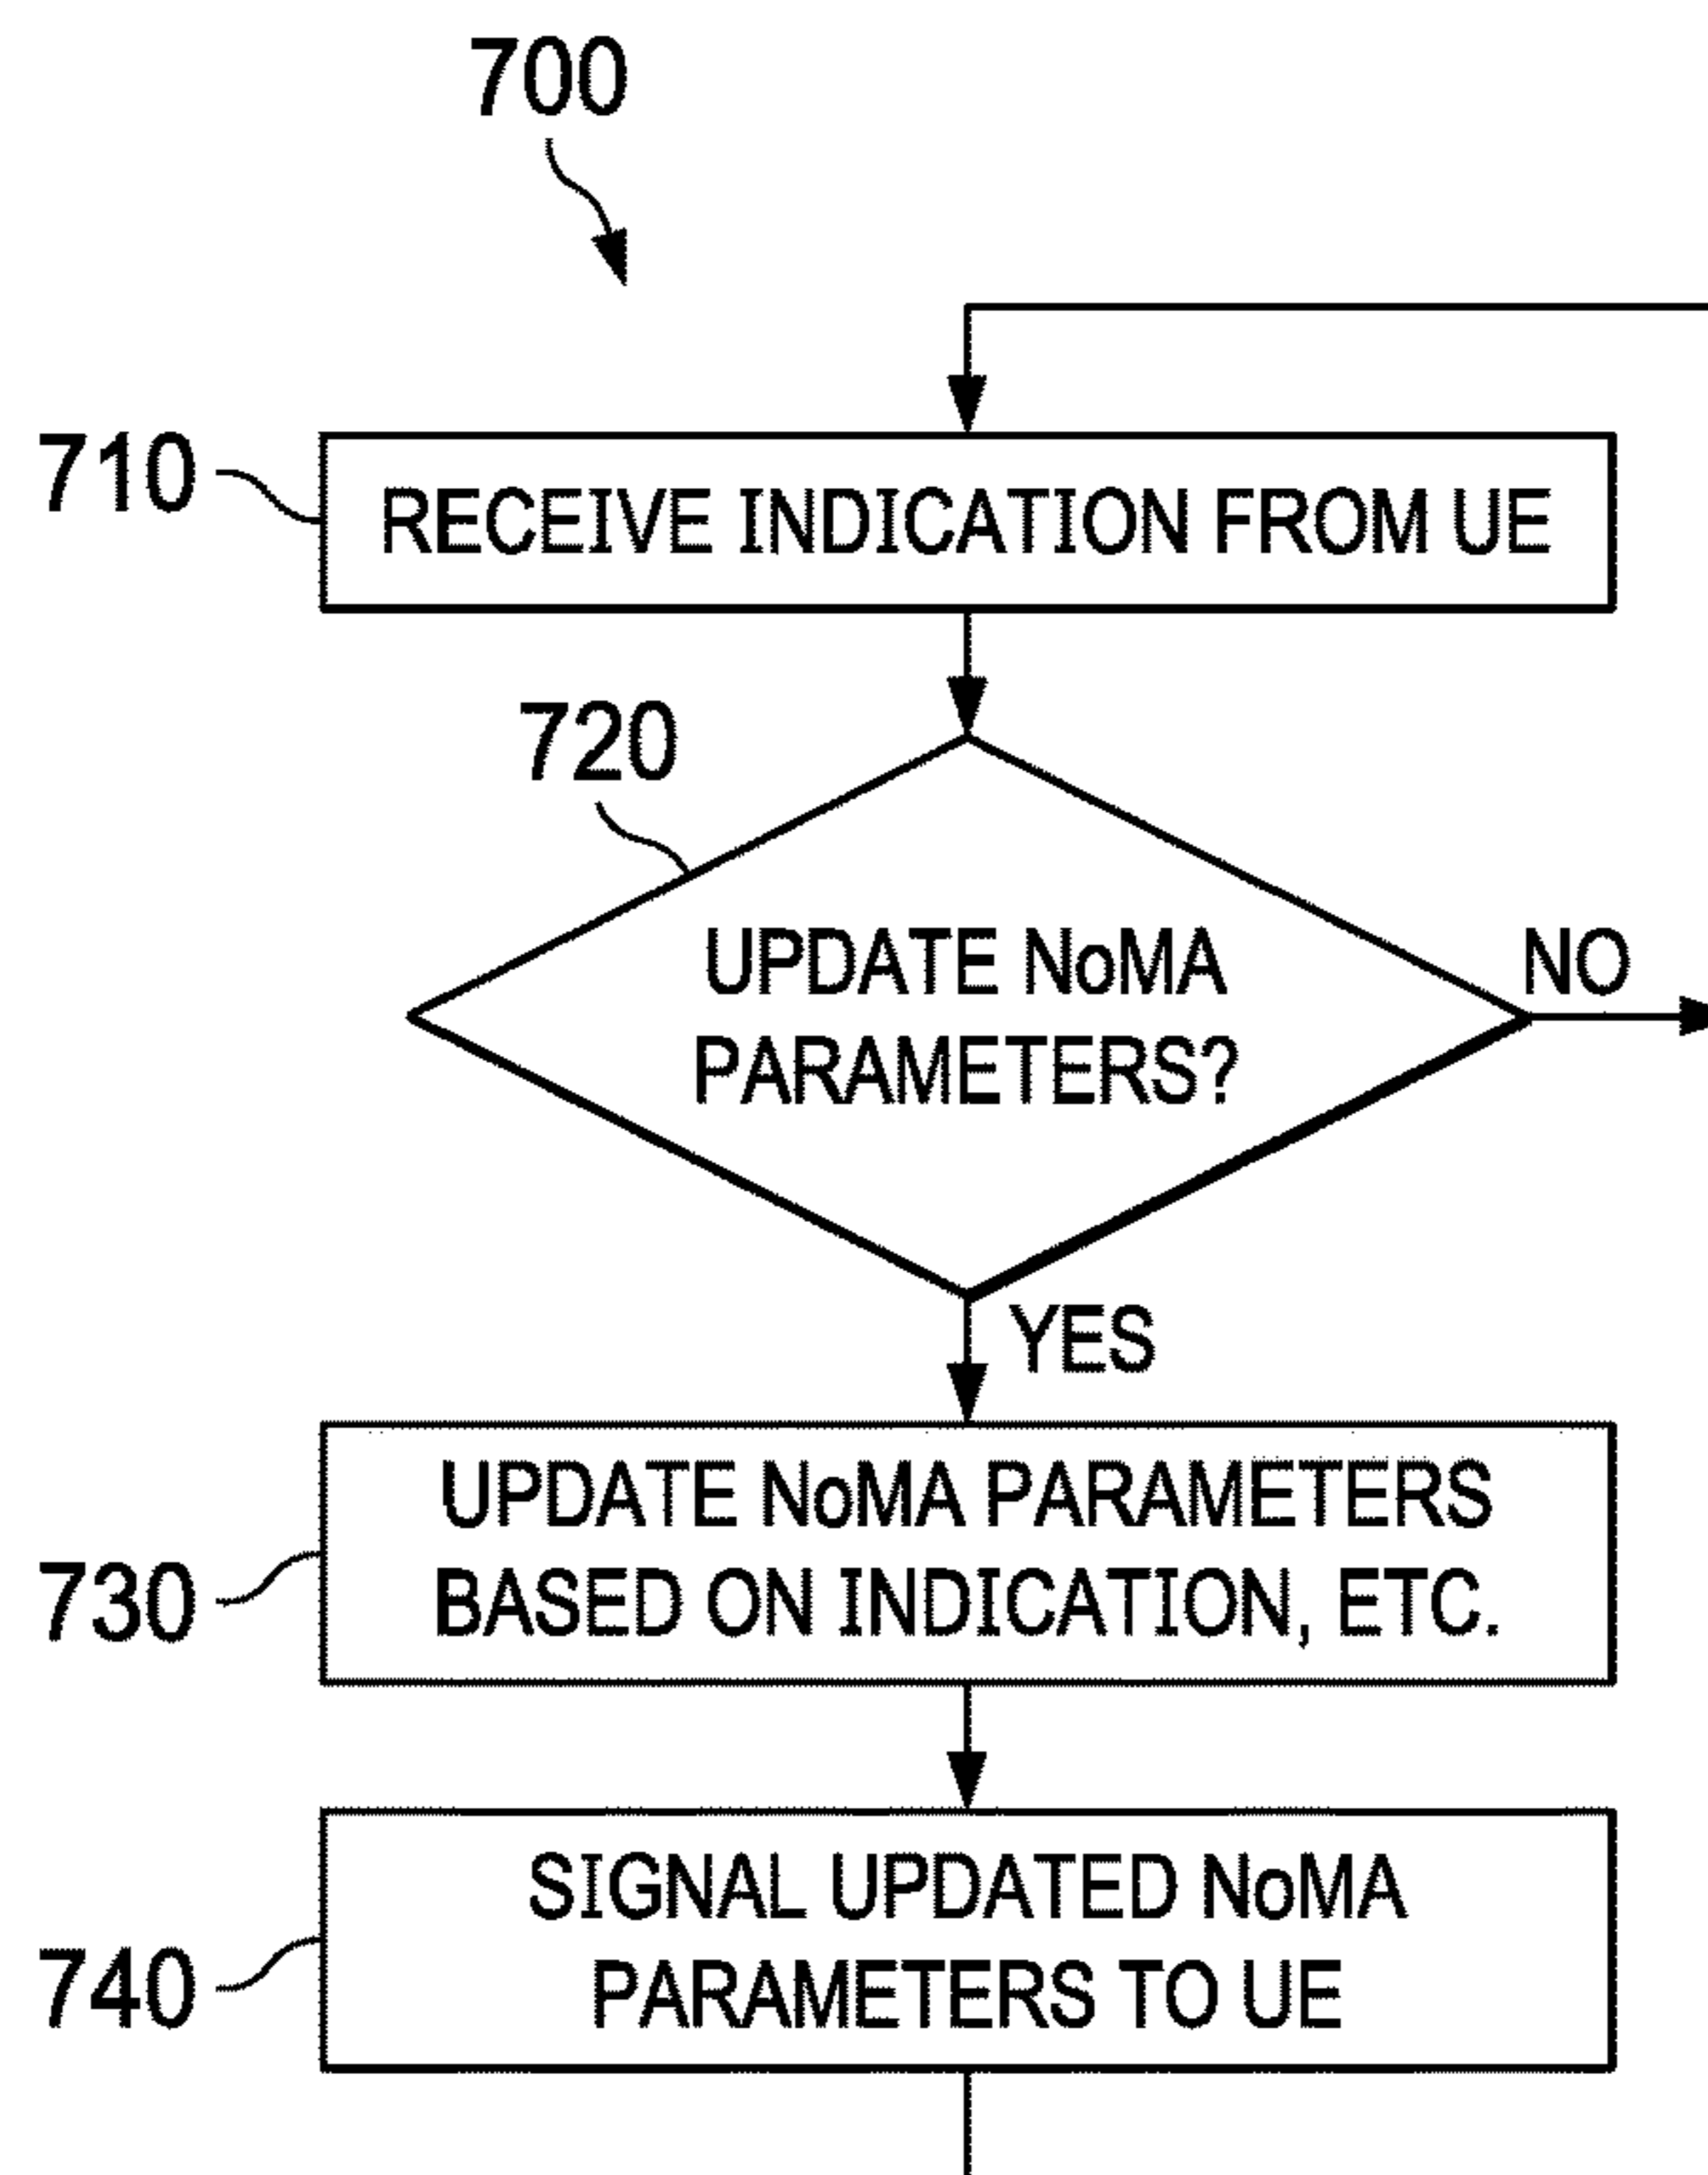 700
710
RECEIVE INDICATION FROM UE
720
UPDATE NoMA
PARAMETERS?
NO
YES
730
UPDATE NoMA PARAMETERS
BASED ON INDICATION, ETC.
740
SIGNAL UPDATED NoMA
PARAMETERS TO UE